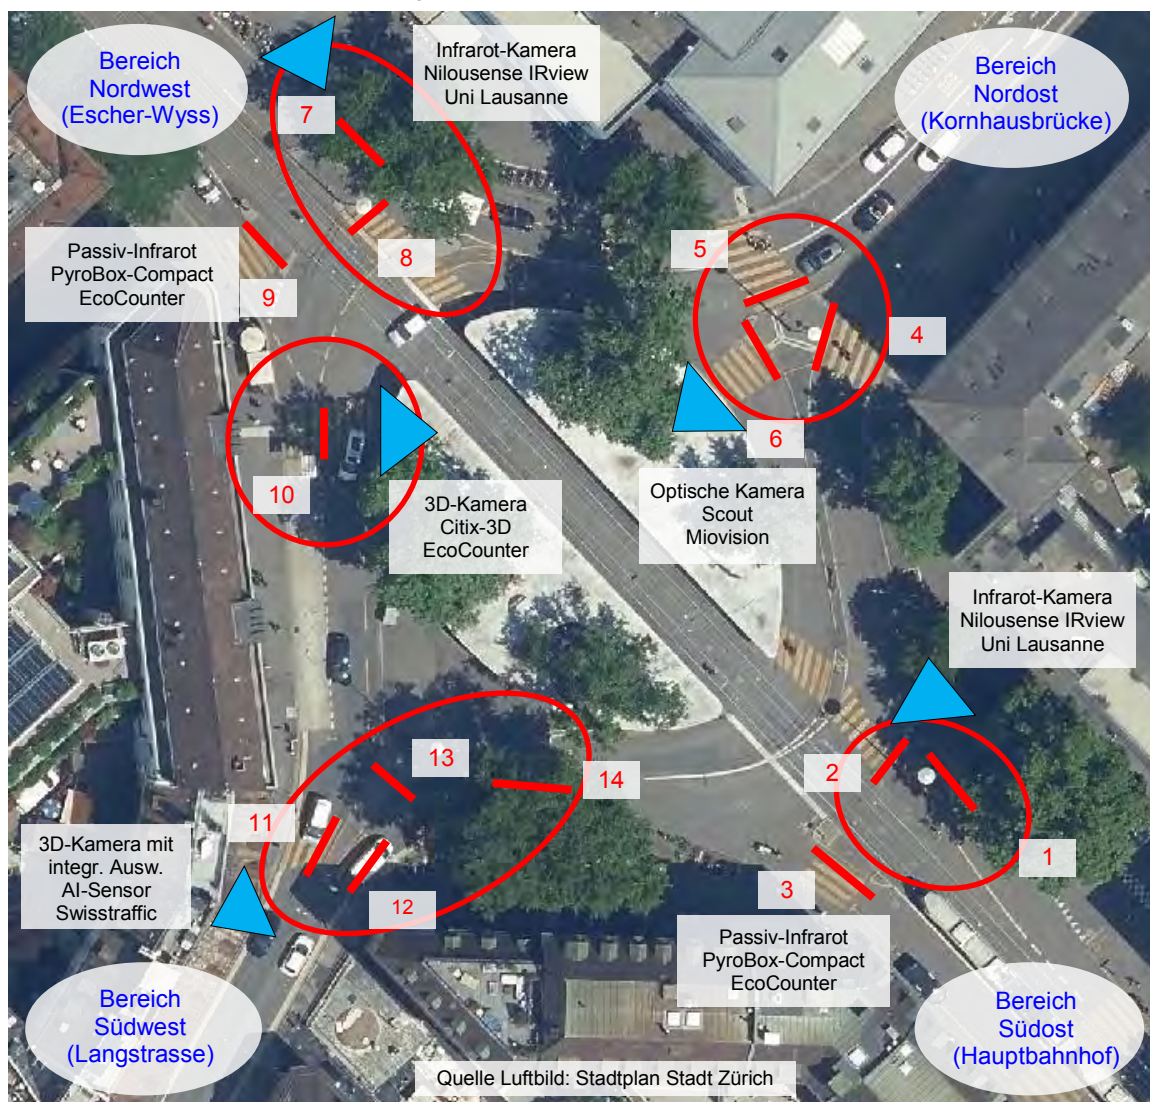 Bereich
Nordwest
(Escher-Wyss)
7
Infrarot-Kamera
Nilousense IRview
Uni Lausanne
Bereich
Nordost
(Kornhausbrücke)
Passiv-Infrarot
PyroBox-Compact
EcoCounter
8
9
5
4
6
10
3D-Kamera
Citix-3D
EcoCounter
Optische Kamera
Scout
Miovision
Infrarot-Kamera
Nilousense IRview
Uni Lausanne
13
14
2
11
1
3D-Kamera mit
integr. Ausw.
AI-Sensor
Swisstraffic
12
3
Passiv-Infrarot
PyroBox-Compact
EcoCounter
Bereich
Südwest
(Langstrasse)
Bereich
Südost
(Hauptbahnhof)
Quelle Luftbild: Stadtplan Stadt Zürich